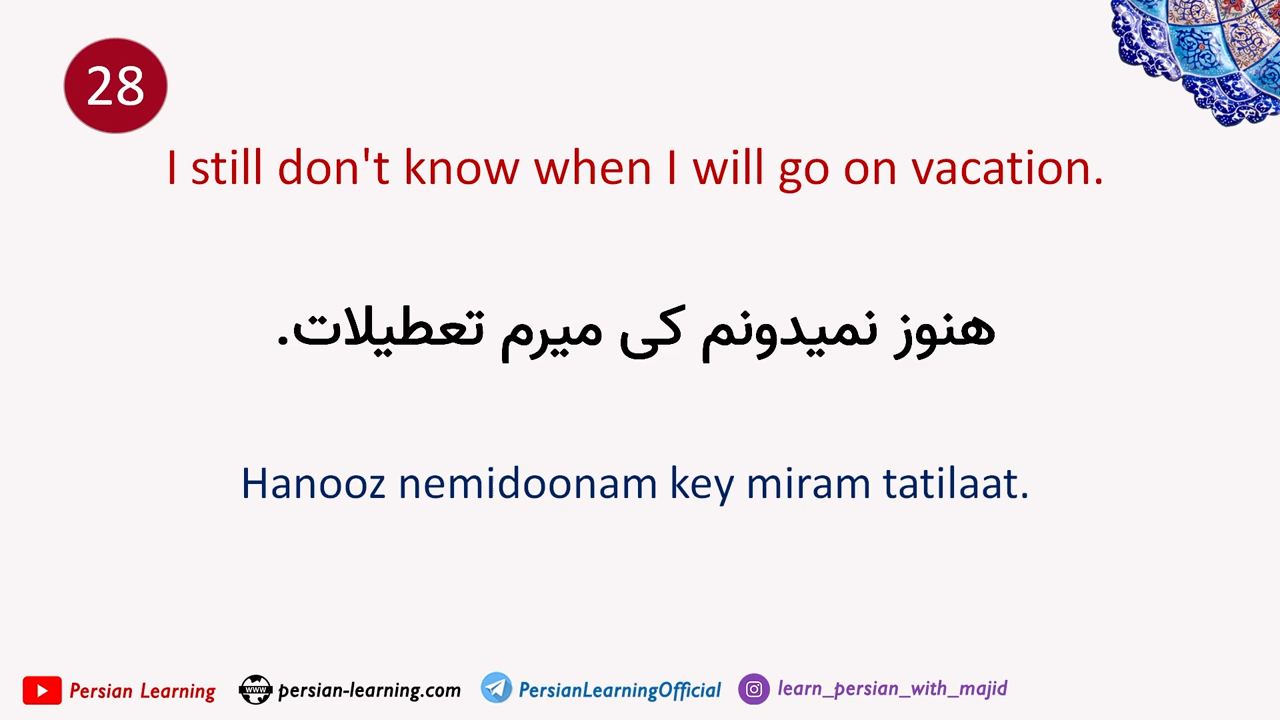 28
I still don't know when I will go on vacation.
هنوز نمیدونم کی میرم تعطیلات.
Hanooz nemidoonam key miram tatilaat.
Persian Learning www persian-learning.com PersianLearningOfficial learn_persian_with_majid